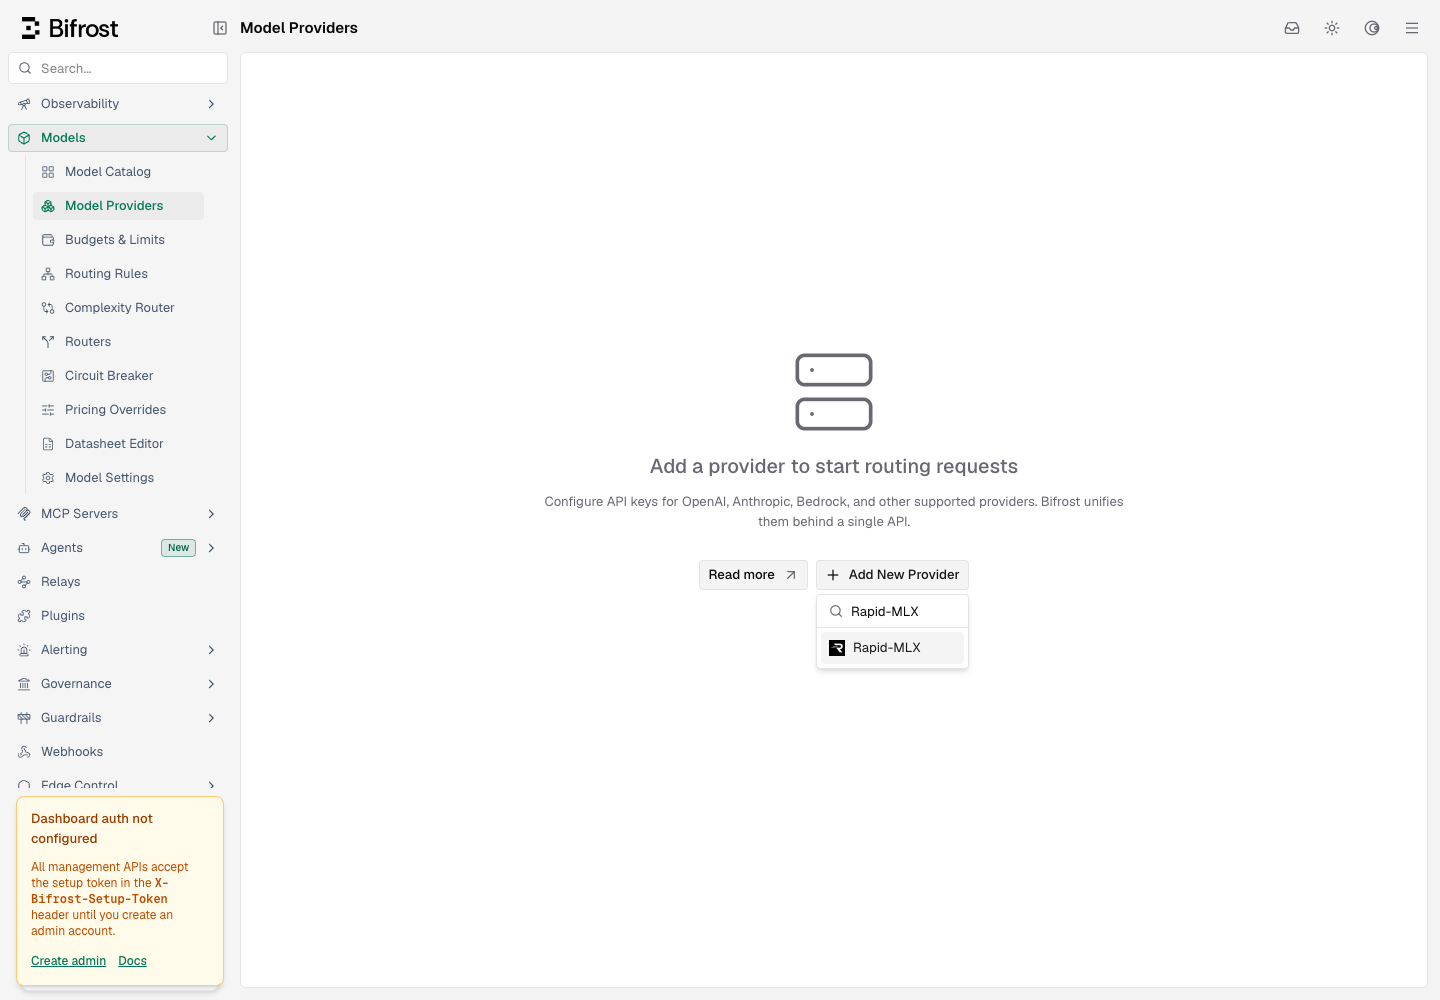 Bifrost
Model Providers
Search...
Observability
Models
Model Catalog
Model Providers
Budgets & Limits
Routing Rules
Complexity Router
Routers
Circuit Breaker
Pricing Overrides
Datasheet Editor
Model Settings
MCP Servers
Agents New
Relays
Plugins
Alerting
Governance
Guardrails
Webhooks
Edge Control
Dashboard auth not
configured
All management APIs accept
the setup token in the X-
Bifrost-Setup-Token
header until you create an
admin account.
Create admin Docs
Add a provider to start routing requests
Configure API keys for OpenAI, Anthropic, Bedrock, and other supported providers. Bifrost unifies
them behind a single API.
Read more Add New Provider
Rapid-MLX
Rapid-MLX